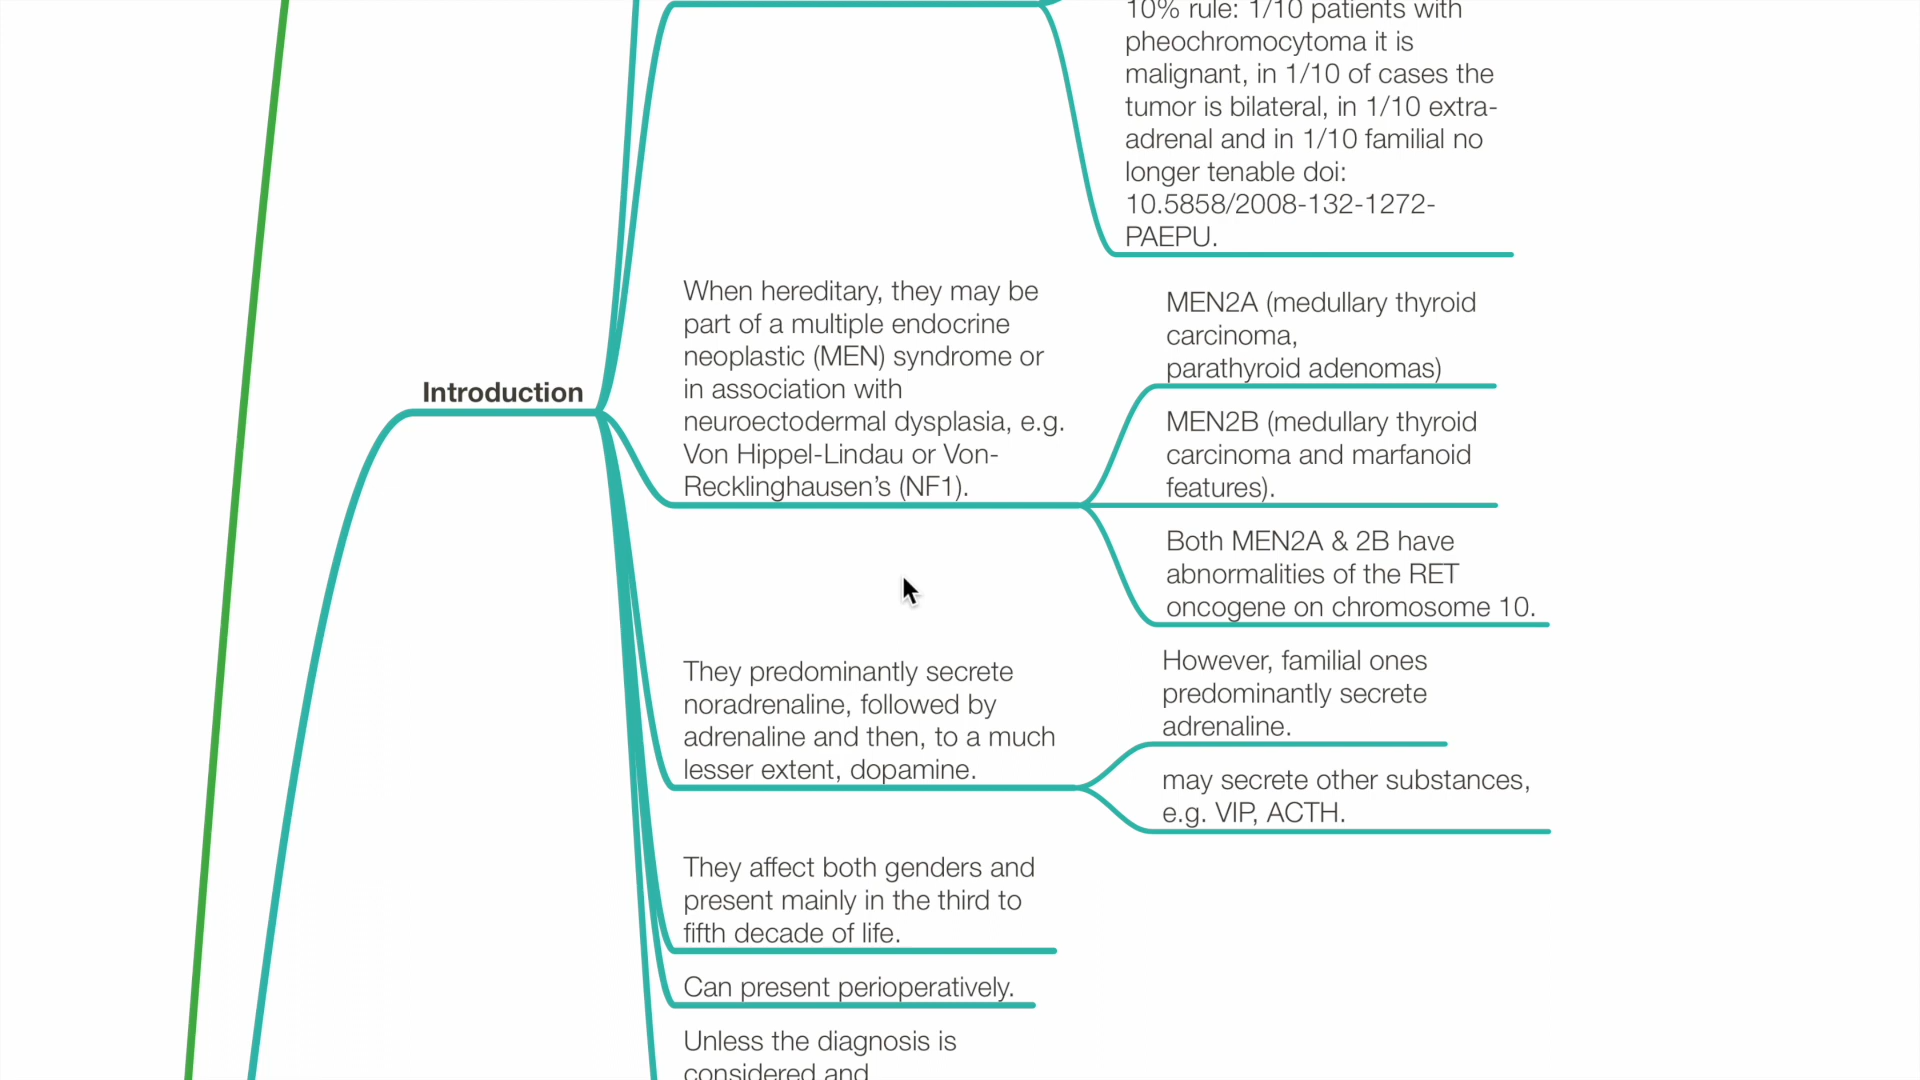 10% rule: 1/10 patients with
pheochromocytoma it is
malignant, in 1/10 of cases the
tumor is bilateral, in 1/10 extra-
adrenal and in 1/10 familial no
longer tenable doi:
10.5858/2008-132-1272-
PAEPU.
Introduction
When hereditary, they may be
part of a multiple endocrine
neoplastic (MEN) syndrome or
in association with
neuroectodermal dysplasia, e.g.
Von Hippel-Lindau or Von-
Recklinghausen’s (NF1).
MEN2A (medullary thyroid
carcinoma,
parathyroid adenomas)
MEN2B (medullary thyroid
carcinoma and marfanoid
features).
Both MEN2A & 2B have
abnormalities of the RET
oncogene on chromosome 10.
They predominantly secrete
noradrenaline, followed by
adrenaline and then, to a much
lesser extent, dopamine.
However, familial ones
predominantly secrete
adrenaline.
may secrete other substances,
e.g. VIP, ACTH.
They affect both genders and
present mainly in the third to
fifth decade of life.
Can present perioperatively.
Unless the diagnosis is
considered and